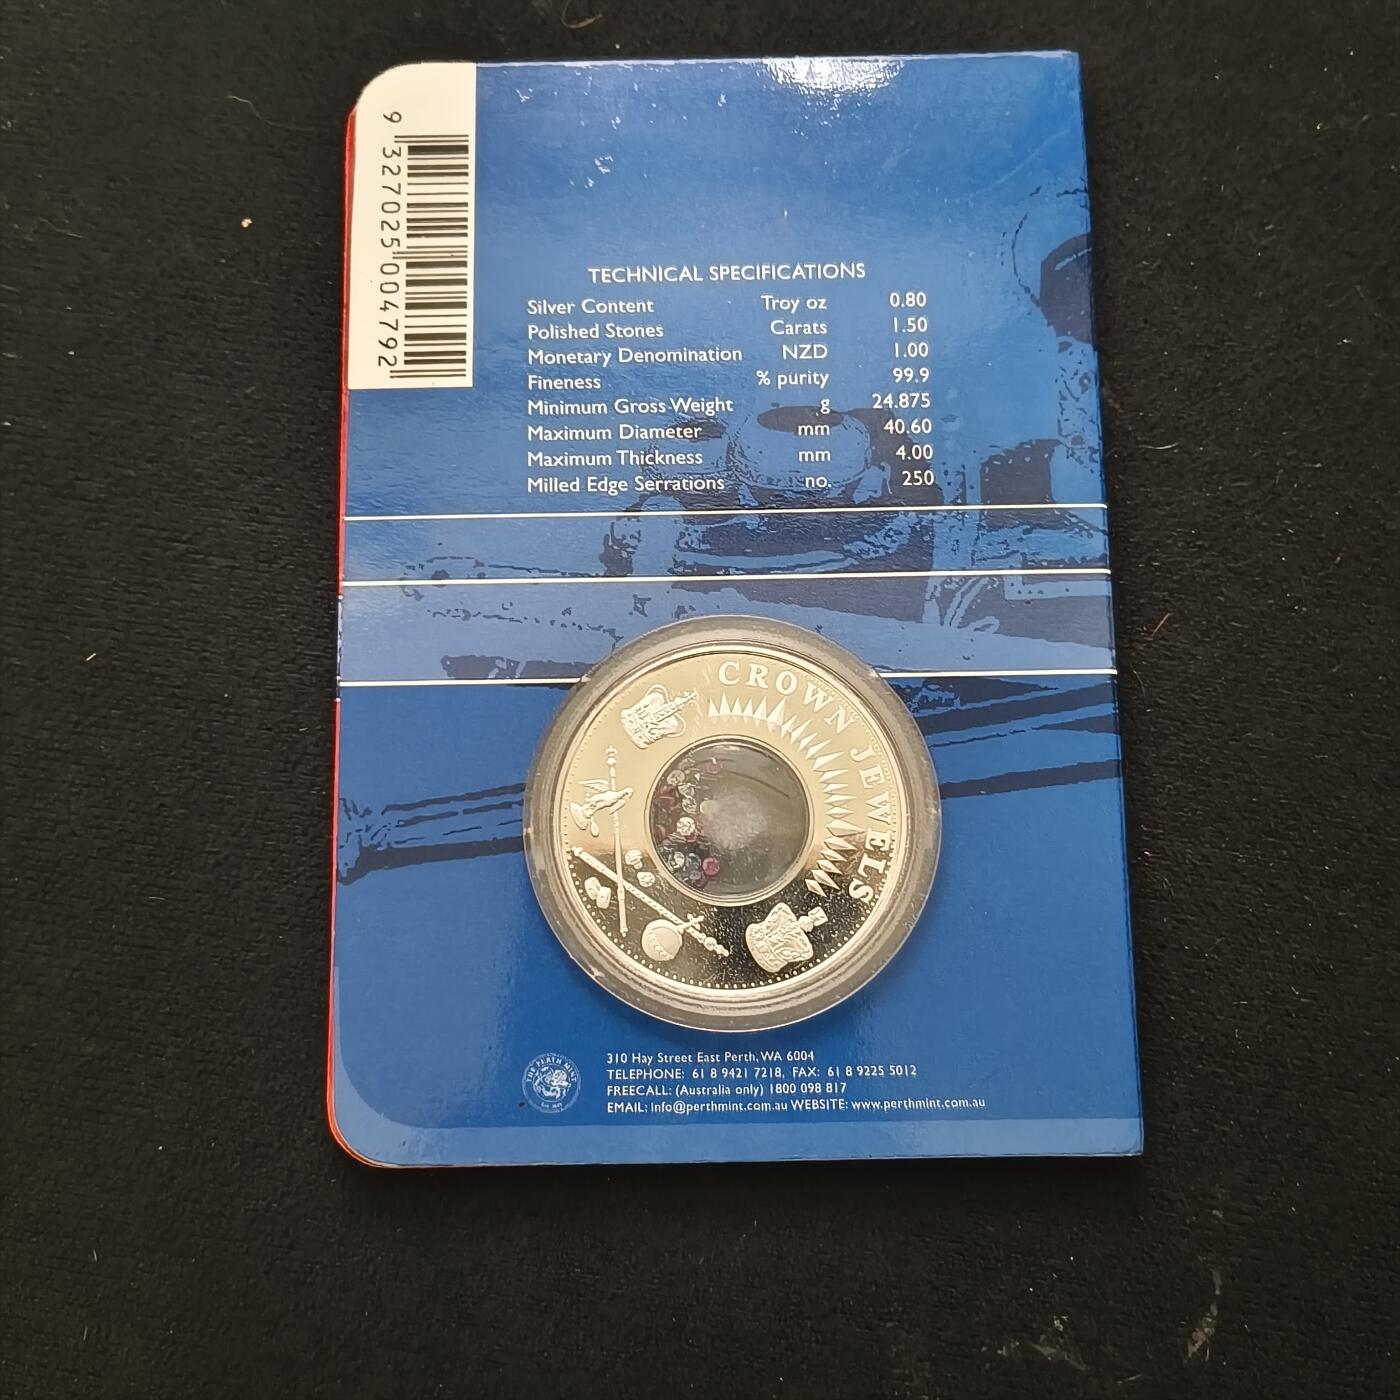 9 327025 004792
TECHNICAL SPECIFICATIONS
Silver Content Troy oz 0.80
Polished Stones Carats 1.50
Monetary Denomination NZD 1.00
Fineness % purity 99.9
Minimum Gross Weight g 24.875
Maximum Diameter mm 40.60
Maximum Thickness mm 4.00
Milled Edge Serrations no. 250
CROWN JEWELS
THE PERTH MINT
310 Hay Street East Perth, WA 6004
TELEPHONE: 61 8 9421 7218, FAX: 61 8 9225 5012
FREECALL: (Australia only) 1800 098 817
EMAIL: info@perthmint.com.au WEBSITE: www.perthmint.com.au